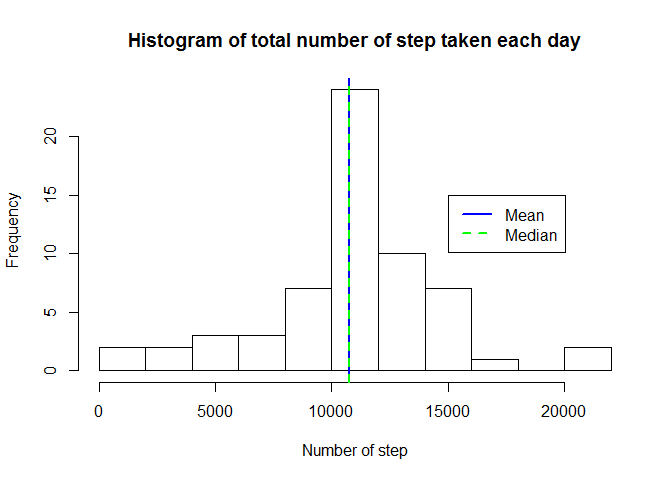 Histogram of total number of step taken each day
Frequency
20
15
10
5
0
Mean
Median
0 5000 10000 15000 20000
Number of step